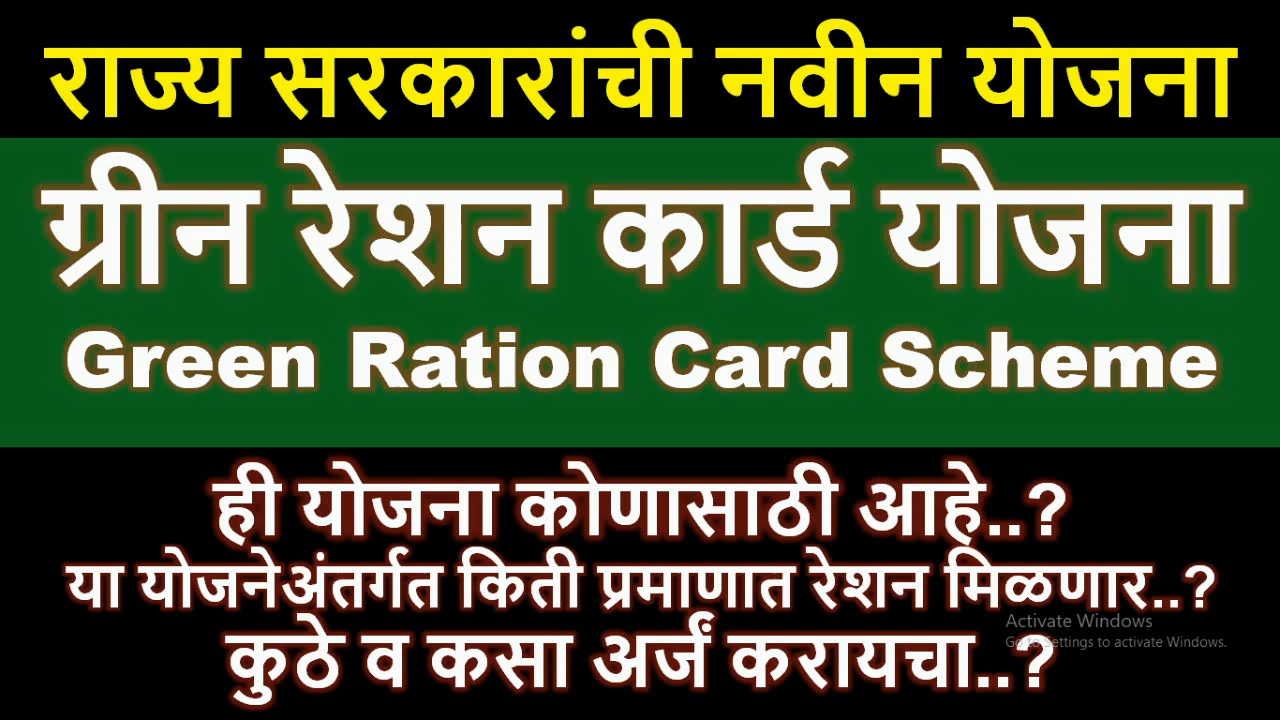 राज्य सरकारांची नवीन योजना
ग्रीन रेशन कार्ड योजना
Green Ration Card Scheme
ही योजना कोणासाठी आहे..?
या योजनेअंतर्गत किती प्रमाणात रेशन मिळणार..?
Activate Windows
Go to Settings to activate Windows.
कुठे व कसा अर्जं करायचा..?